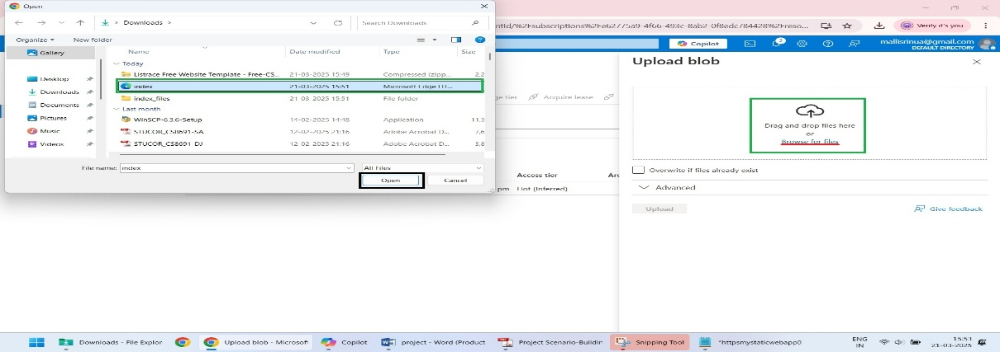 Open
Downloads
Search Downloads
ntId/%2Fsubscriptions%2Fe62775a9-4f66-493c-8ab2-0f8edc784428%2Freso...
Verify it's you
Organize
New folder
Copilot
2
mallisrinua@gmail.com
DEFAULT DIRECTORY
Gallery
Desktop
Downloads
Documents
Pictures
Music
Videos
Name
Date modified
Type
Size
Today
Listrace Free Website Template - Free-CS...
21-03-2025 15:49
Compressed (zipp...
2,2
index
21-03-2025 15:51
Microsoft Edge HT...
index_files
21-03-2025 15:51
File folder
Last month
WinSCP-6.3.6-Setup
14-02-2025 14:48
Application
11,3
STUCOR_CS8691-SA
12-02-2025 21:16
Adobe Acrobat D...
7,6
STUCOR_CS8691-DJ
12-02-2025 21:16
Adobe Acrobat D...
3,8
File name:
index
All Files
Open
Cancel
ge tier
Acquire lease
Access tier
Arc
pm
Hot (Inferred)
Upload blob
Drag and drop files here
or
Browse for files
Overwrite if files already exist
Advanced
Upload
Give feedback
Downloads - File Explor
Upload blob - Microsoft
Copilot
project - Word (Product
Project Scenario-Buildin
Snipping Tool
*httpsmystaticwebapp0
ENG
IN
15:53
21-03-2025